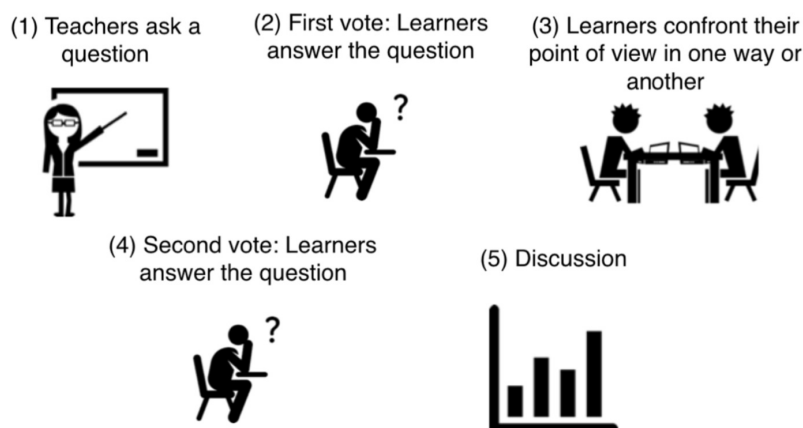 (1) Teachers ask a
question
(2) First vote: Learners
answer the question
(3) Learners confront their
point of view in one way or
another
?
(4) Second vote: Learners
answer the question
(5) Discussion
?